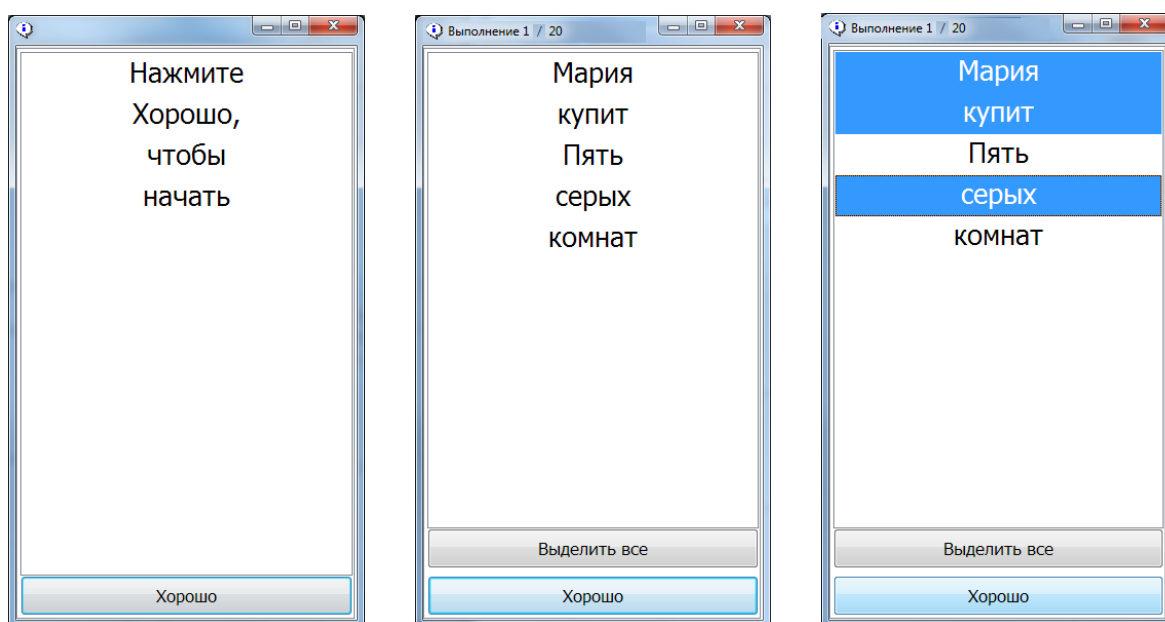 Нажмите
Хорошо,
чтобы
начать
Хорошо
Выполнение 1 / 20
Мария
купит
Пять
серых
комнат
Выделить все
Хорошо
Выполнение 1 / 20
Мария
купит
Пять
серых
комнат
Выделить все
Хорошо